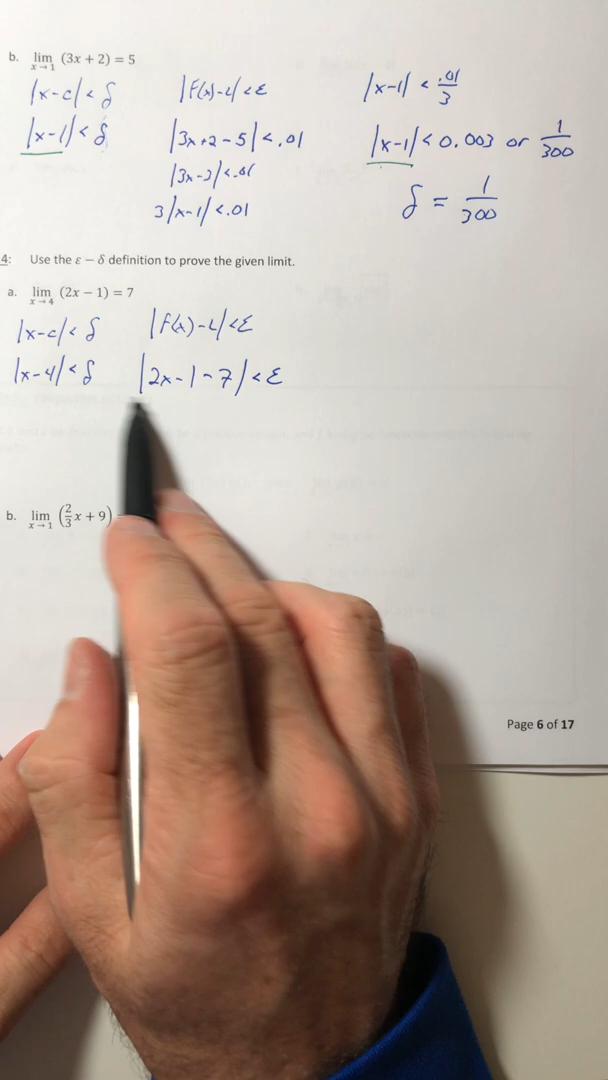 b. lim x→1 (3x + 2) = 5
|x-c| < δ |F(x)-L| < ε |x-1| < .01/3
|x-1| < δ |3x+2-5| < .01 |x-1| < 0.003 or 1/300
|3x-3| < .01
3|x-1| < .01 δ = 1/300
4: Use the ε − δ definition to prove the given limit.
a. lim x→4 (2x − 1) = 7
|x-c| < δ |F(x)-L| < ε
|x-4| < δ |2x-1-7| < ε
b. lim x→1 (2/3 x + 9)
Page 6 of 17